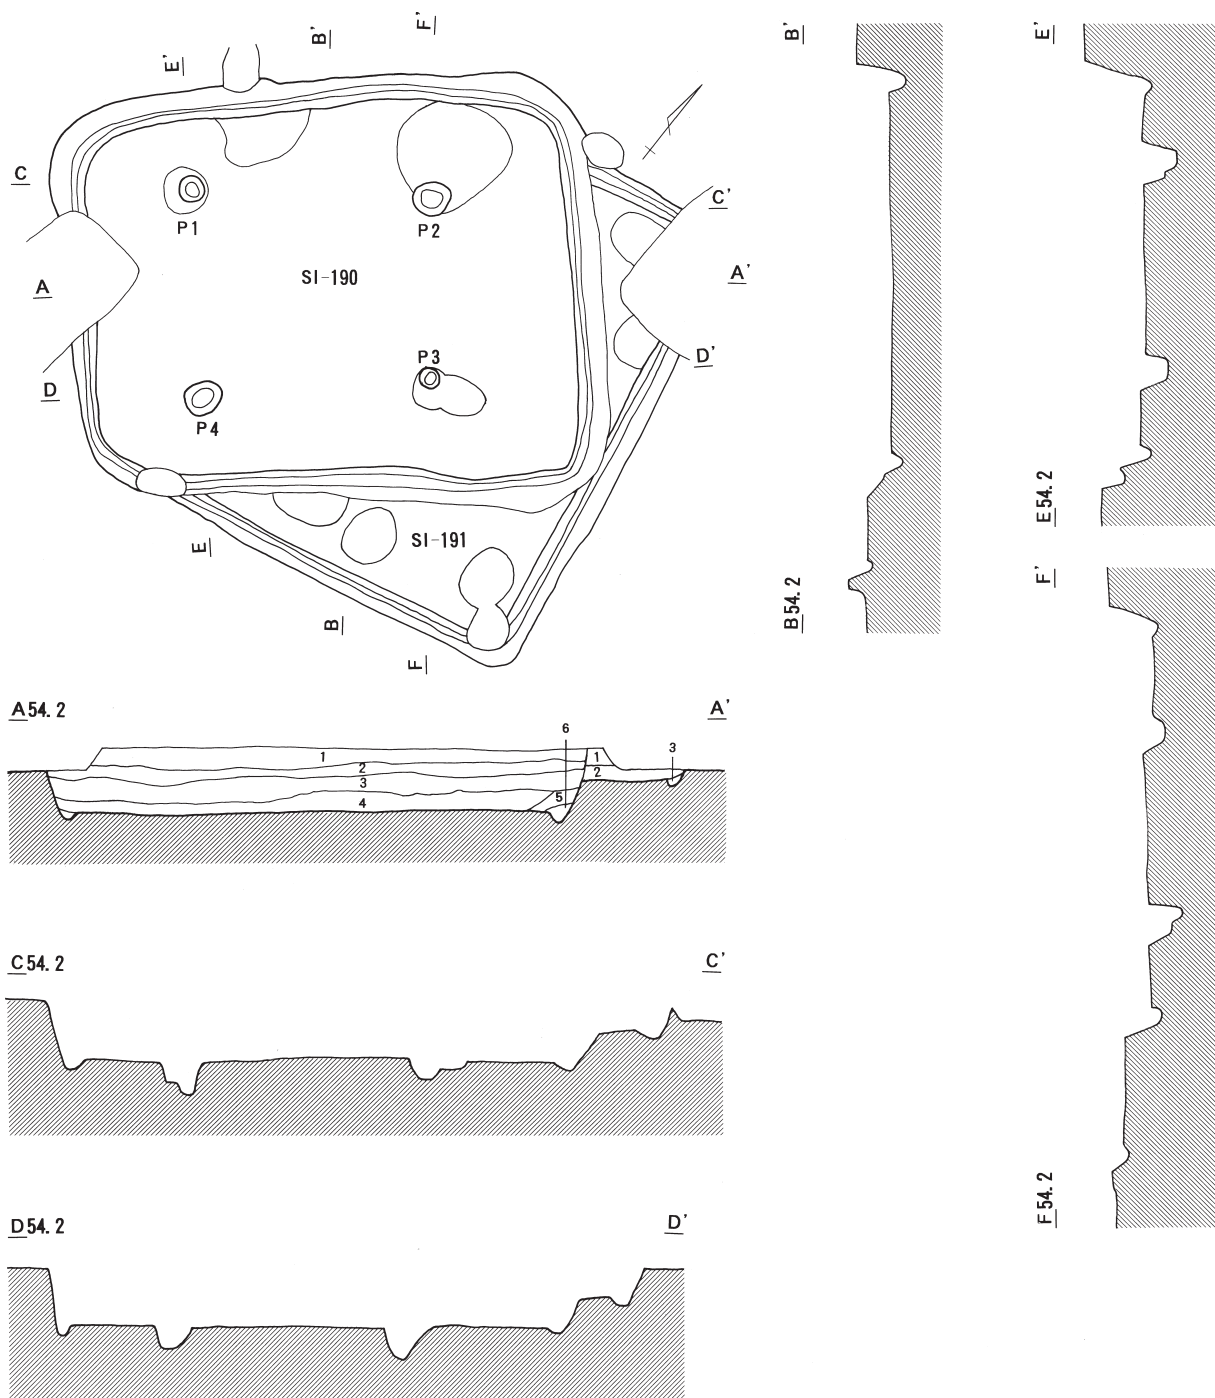 E' B' F' B' E'
C
P1 P2
C'
SI-190
A A'
P3
D D'
P4
SI-191
E E54.2
F'
B B54.2
F
A54.2 A'
6
3
1 1
2 2
3
4 5
F54.2
C54.2 C'
D54.2 D'